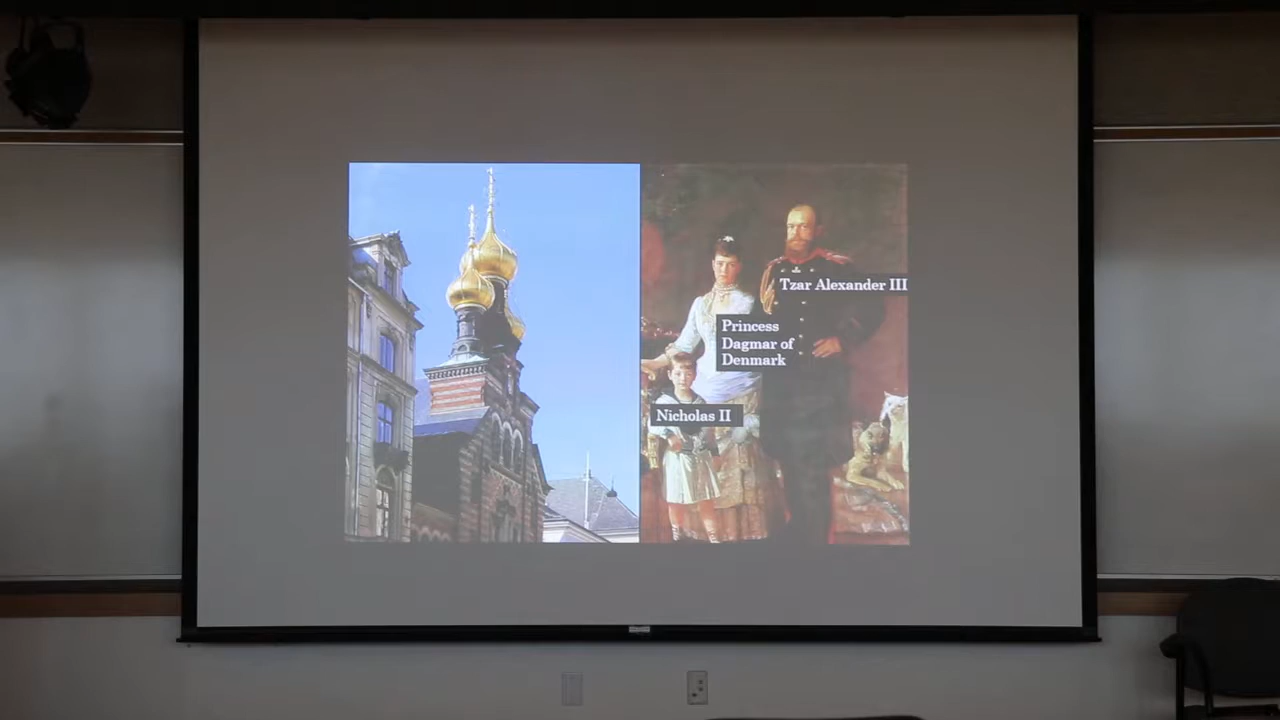 Tzar Alexander III
Princess
Dagmar of
Denmark
Nicholas II